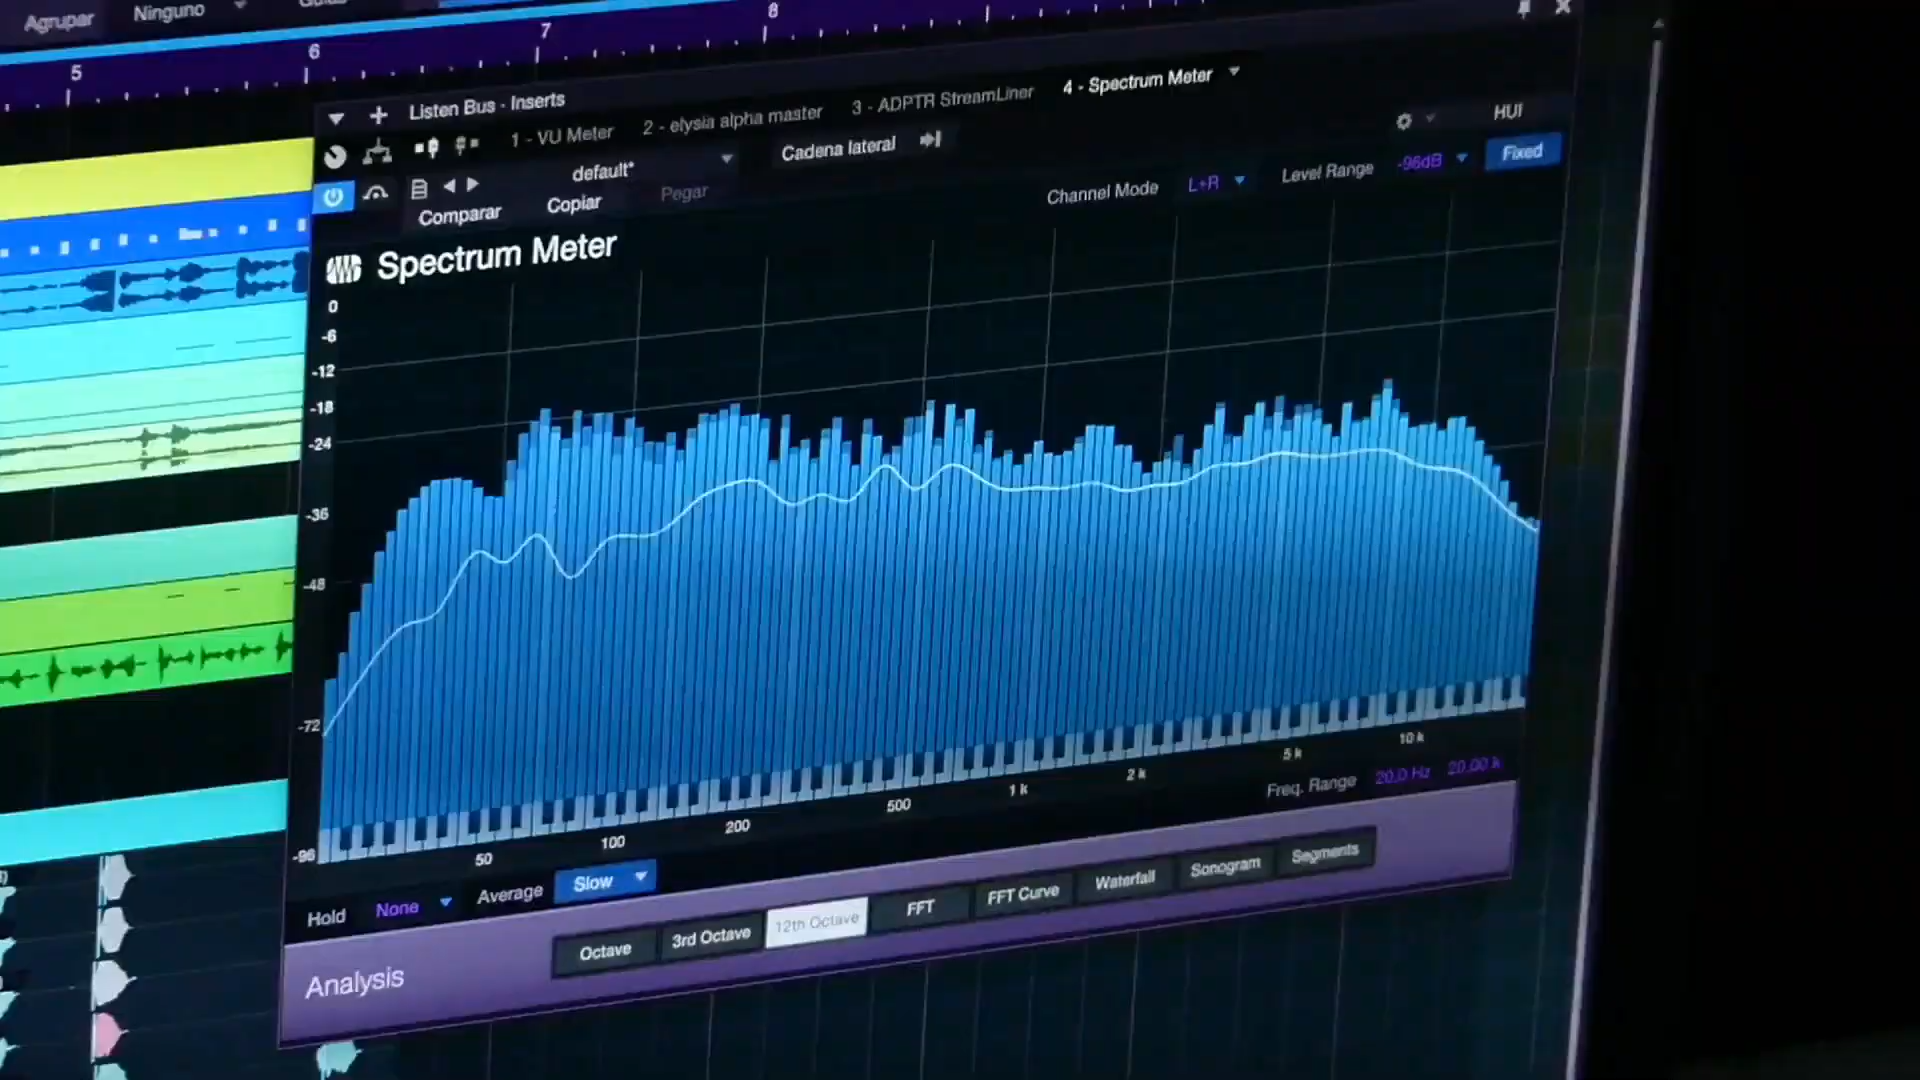 Agrupar
Ninguno
5
6
7
8
Listen Bus - Inserts
1 - VU Meter
2 - elysia alpha master
3 - ADPTR StreamLiner
4 - Spectrum Meter
default*
Cadena lateral
HUI
Comparar
Copiar
Pegar
Channel Mode
L+R
Level Range
-96dB
Fixed
Spectrum Meter
0
-6
-12
-18
-24
-36
-48
-72
-96
50
100
200
500
1 k
2 k
5 k
10 k
Freq. Range
20.0 Hz
20.00 k
Hold
None
Average
Slow
Octave
3rd Octave
12th Octave
FFT
FFT Curve
Waterfall
Sonogram
Segments
Analysis